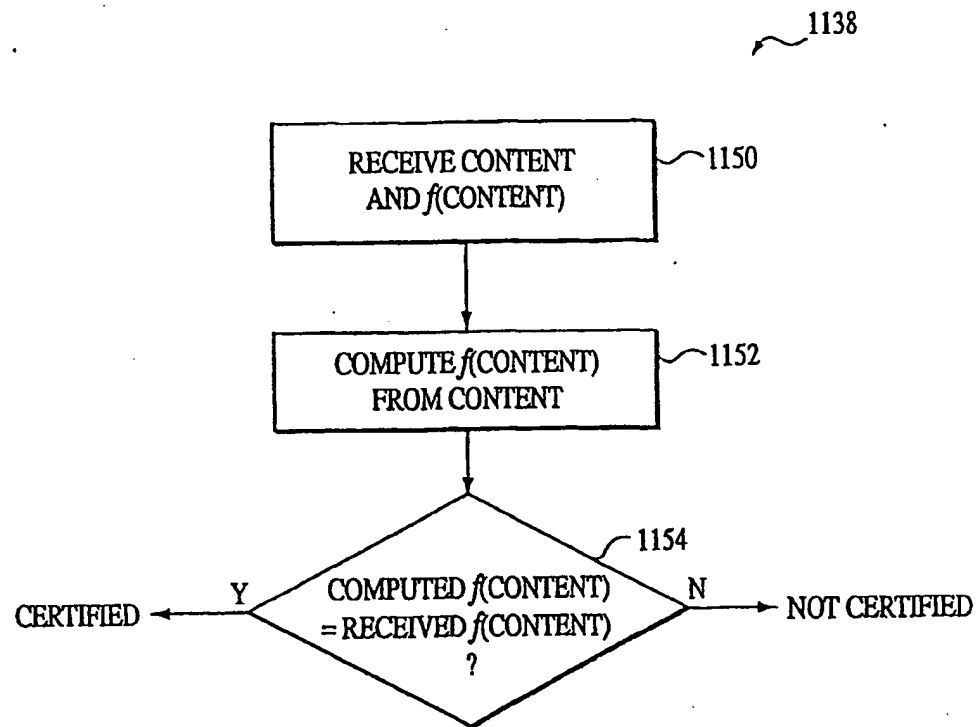 1138
RECEIVE CONTENT
AND f(CONTENT)
1150
COMPUTE f(CONTENT)
FROM CONTENT
1152
1154
COMPUTED f(CONTENT)
= RECEIVED f(CONTENT)
?
Y
N
CERTIFIED
NOT CERTIFIED